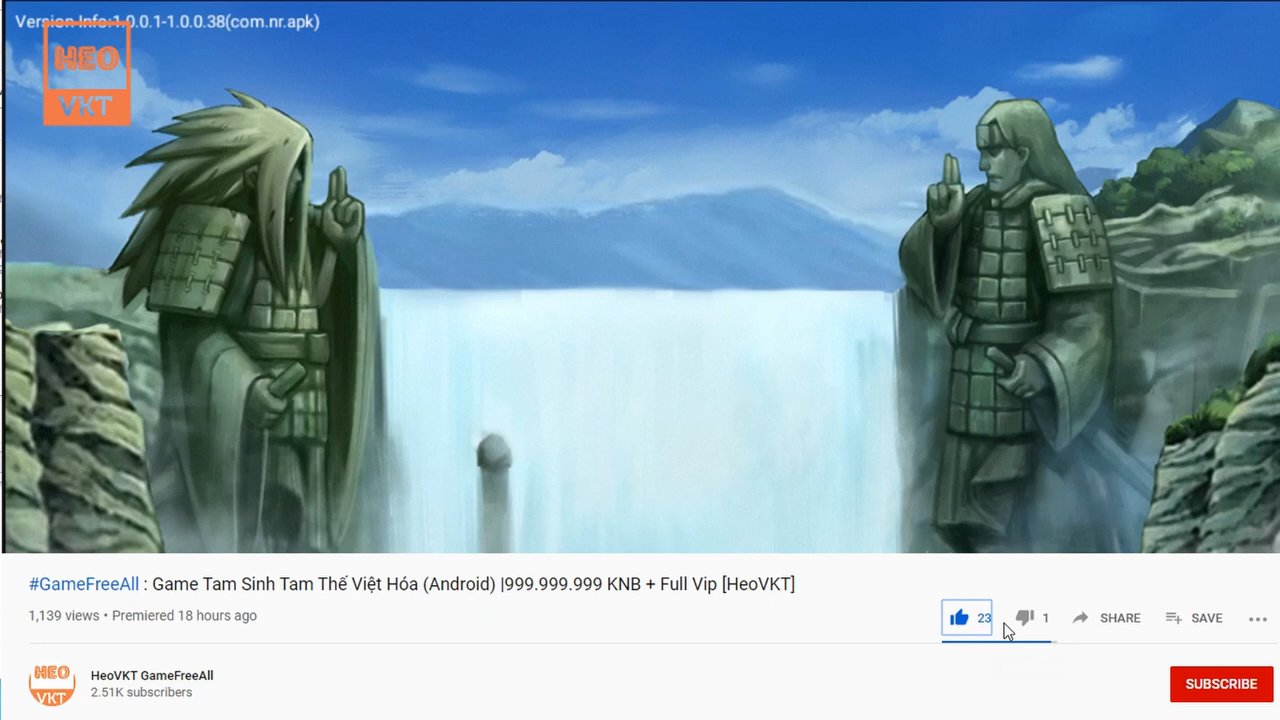 Version Info:1.0.0.1-1.0.0.38(com.nr.apk)
HEO
VKT
#GameFreeAll : Game Tam Sinh Tam Thế Việt Hóa (Android) |999.999.999 KNB + Full Vip [HeoVKT]
1,139 views • Premiered 18 hours ago
23
1
SHARE
SAVE
HEO
VKT
HeoVKT GameFreeAll
2.51K subscribers
SUBSCRIBE